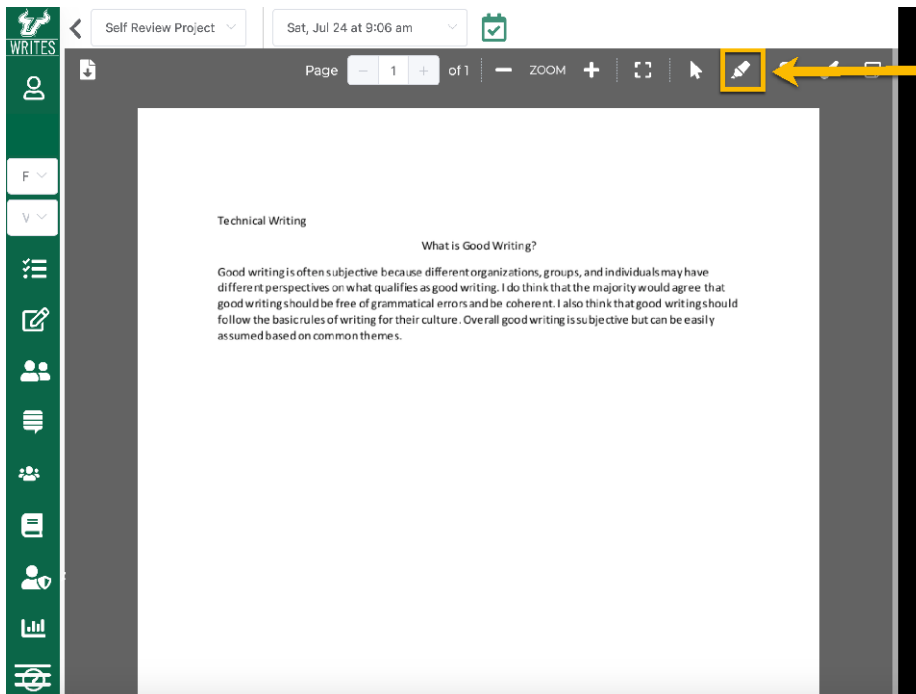 WRITES
Self Review Project
Sat, Jul 24 at 9:06 am
Page 1 of 1 ZOOM
F
V
Technical Writing
What is Good Writing?
Good writing is often subjective because different organizations, groups, and individuals may have
different perspectives on what qualifies as good writing. I do think that the majority would agree that
good writing should be free of grammatical errors and be coherent. I also think that good writing should
follow the basic rules of writing for their culture. Overall good writing is subjective but can be easily
assumed based on common themes.